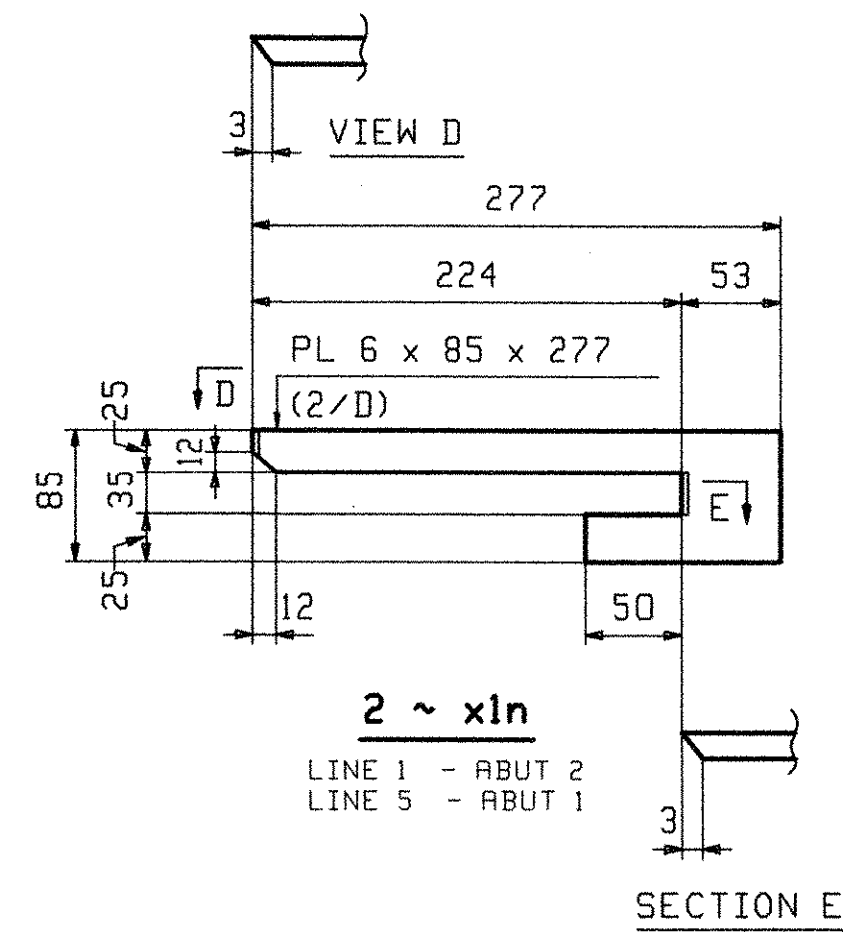 3
VIEW D
277
224
53
PL 6 x 85 x 277
(2/D)
D
25
12
85
35
E
25
12
50
2 ~ x1n
LINE 1 - ABUT 2
LINE 5 - ABUT 1
3
SECTION E